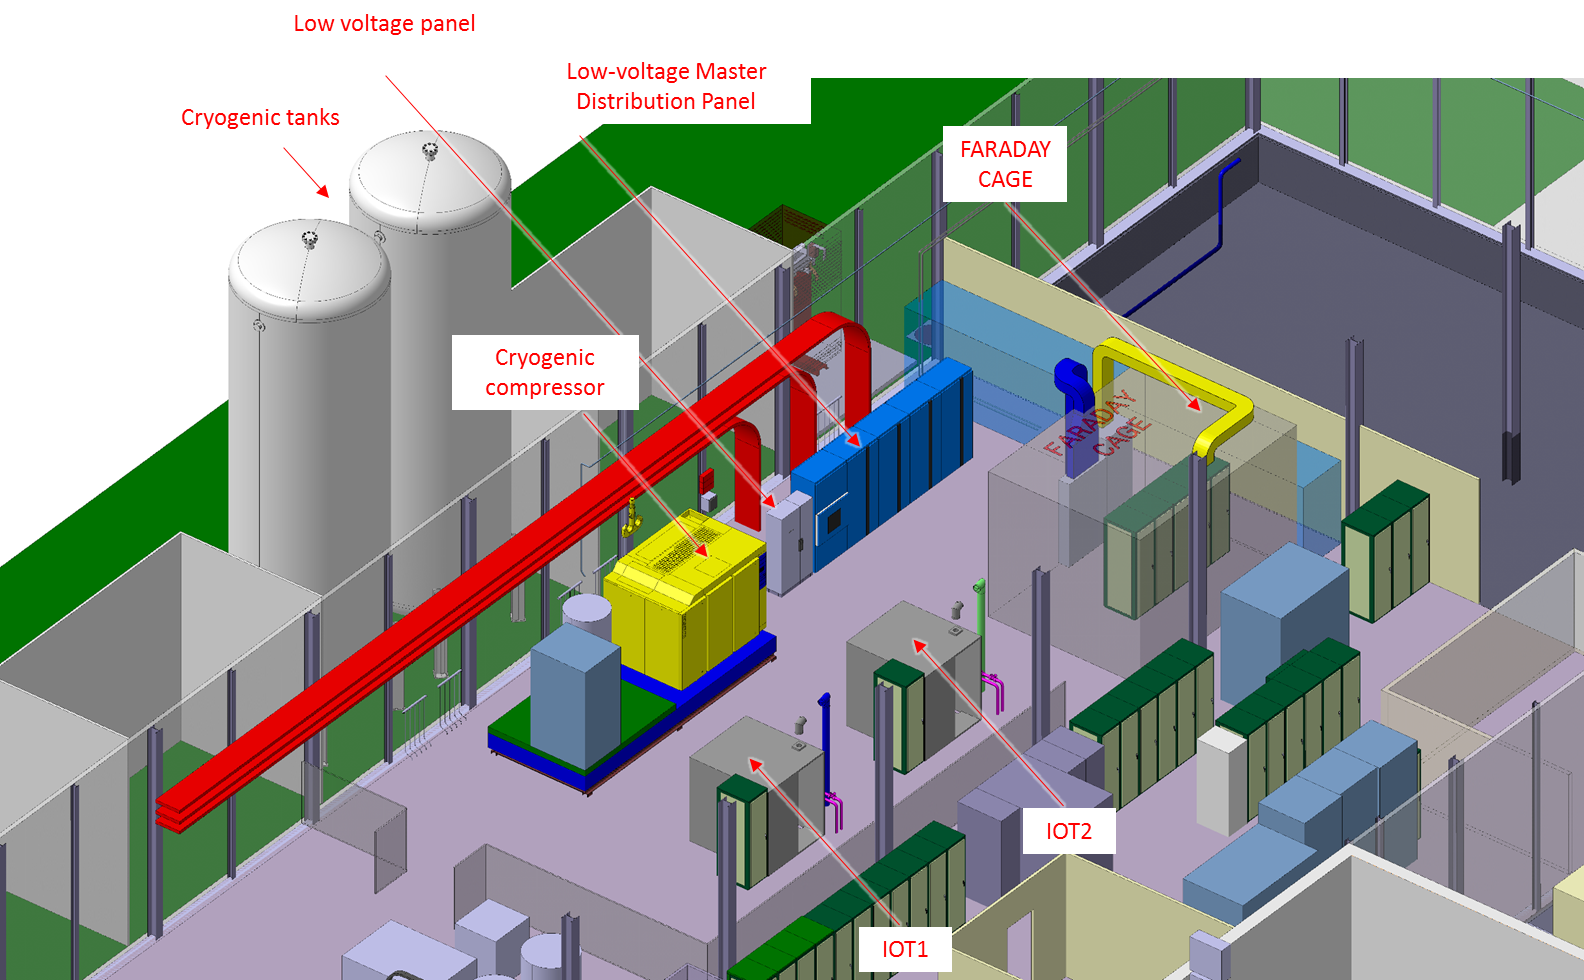 Low voltage panel
Low-voltage Master
Distribution Panel
Cryogenic tanks
FARADAY
CAGE
Cryogenic
compressor
FARADAY
CAGE
IOT2
IOT1